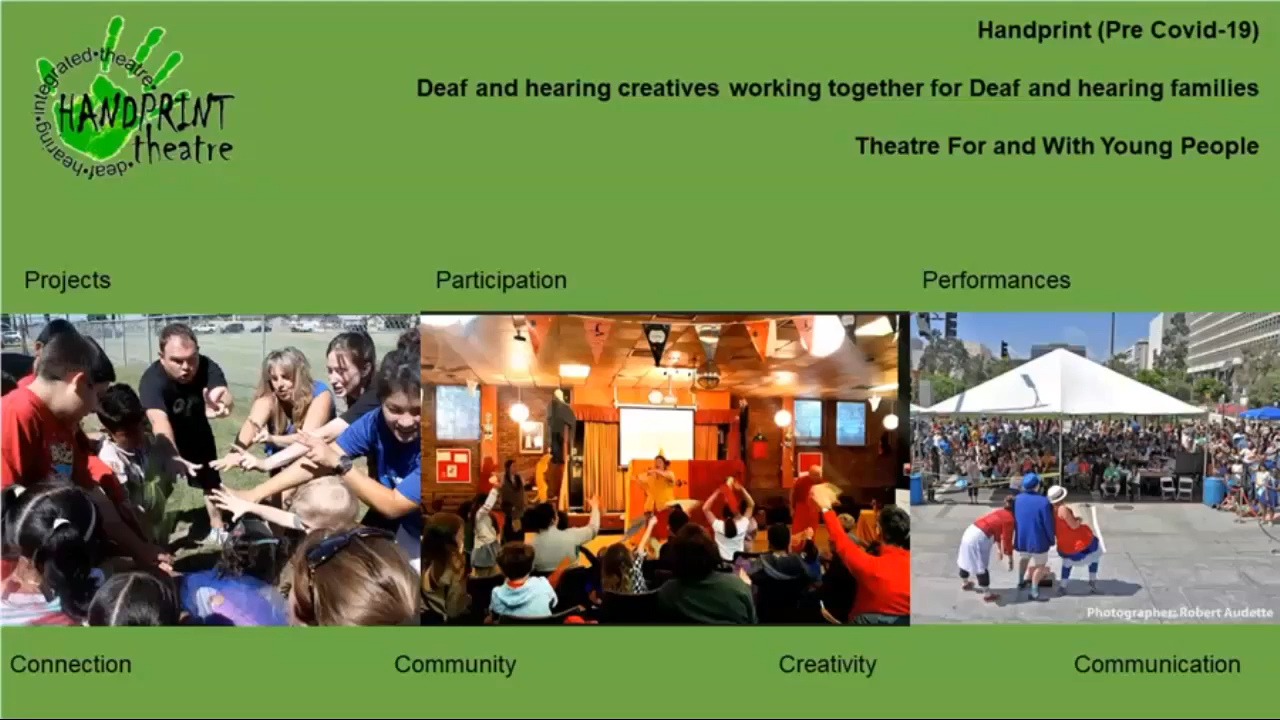 Handprint (Pre Covid-19)
integrated•theatre•
HANDPRINT
theatre
deaf•hearing•
Deaf and hearing creatives working together for Deaf and hearing families
Theatre For and With Young People
Projects
Participation
Performances
Photographer: Robert Audette
Connection
Community
Creativity
Communication